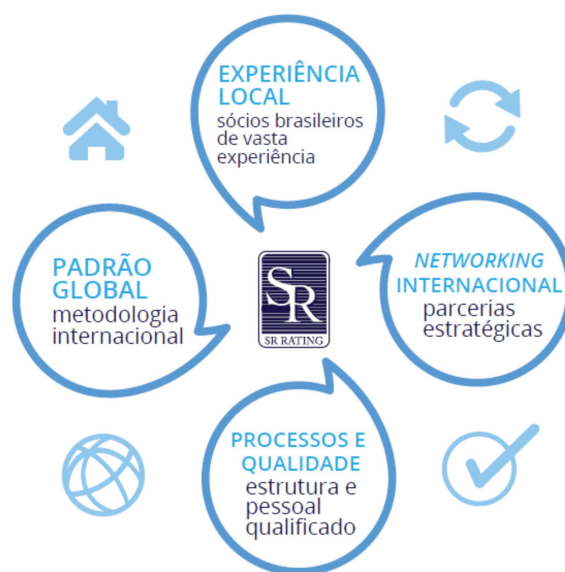 EXPERIÊNCIA
LOCAL
sócios brasileiros
de vasta
experiência
PADRÃO
GLOBAL
metodologia
internacional
SR
SR RATING
NETWORKING
INTERNACIONAL
parcerias
estratégicas
PROCESSOS E
QUALIDADE
estrutura e
pessoal
qualificado